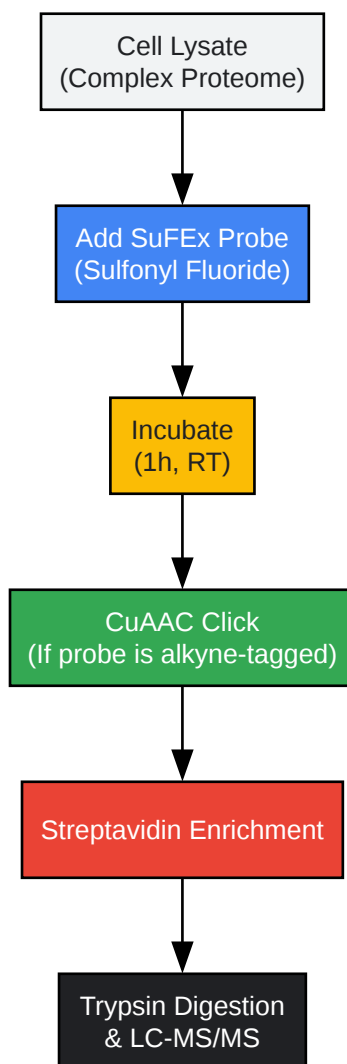 Cell Lysate
(Complex Proteome)
Add SuFEx Probe
(Sulfonyl Fluoride)
Incubate
(1h, RT)
CuAAC Click
(If probe is alkyne-tagged)
Streptavidin Enrichment
Trypsin Digestion
& LC-MS/MS